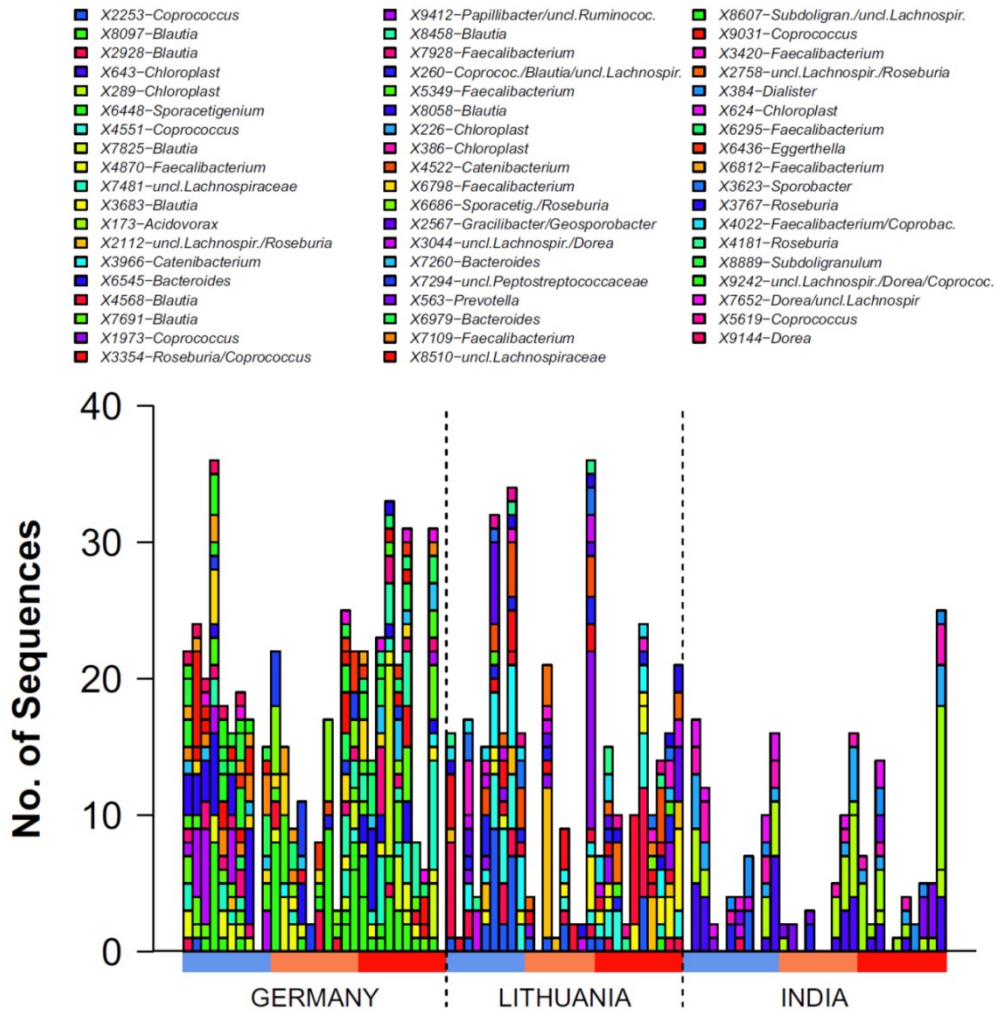 X2253−Coprococcus
X8097−Blautia
X2928−Blautia
X643−Chloroplast
X289−Chloroplast
X6448−Sporacetigenium
X4551−Coprococcus
X7825−Blautia
X4870−Faecalibacterium
X7481−uncl.Lachnospiraceae
X3683−Blautia
X173−Acidovorax
X2112−uncl.Lachnospir./Roseburia
X3966−Catenibacterium
X6545−Bacteroides
X4568−Blautia
X7691−Blautia
X1973−Coprococcus
X3354−Roseburia/Coprococcus
X9412−Papillibacter/uncl.Ruminococ.
X8458−Blautia
X7928−Faecalibacterium
X260−Coprococ./Blautia/uncl.Lachnospir.
X5349−Faecalibacterium
X8058−Blautia
X226−Chloroplast
X386−Chloroplast
X4522−Catenibacterium
X6798−Faecalibacterium
X6686−Sporacetig./Roseburia
X2567−Gracilibacter/Geosporobacter
X3044−uncl.Lachnospir./Dorea
X7260−Bacteroides
X7294−uncl.Peptostreptococcaceae
X563−Prevotella
X6979−Bacteroides
X7109−Faecalibacterium
X8510−uncl.Lachnospiraceae
X8607−Subdoligran./uncl.Lachnospir.
X9031−Coprococcus
X3420−Faecalibacterium
X2758−uncl.Lachnospir./Roseburia
X384−Dialister
X624−Chloroplast
X6295−Faecalibacterium
X6436−Eggerthella
X6812−Faecalibacterium
X3623−Sporobacter
X3767−Roseburia
X4022−Faecalibacterium/Coprobac.
X4181−Roseburia
X8889−Subdoligranulum
X9242−uncl.Lachnospir./Dorea/Coprococ.
X7652−Dorea/uncl.Lachnospir
X5619−Coprococcus
X9144−Dorea
No. of Sequences
40
30
20
10
0
GERMANY
LITHUANIA
INDIA